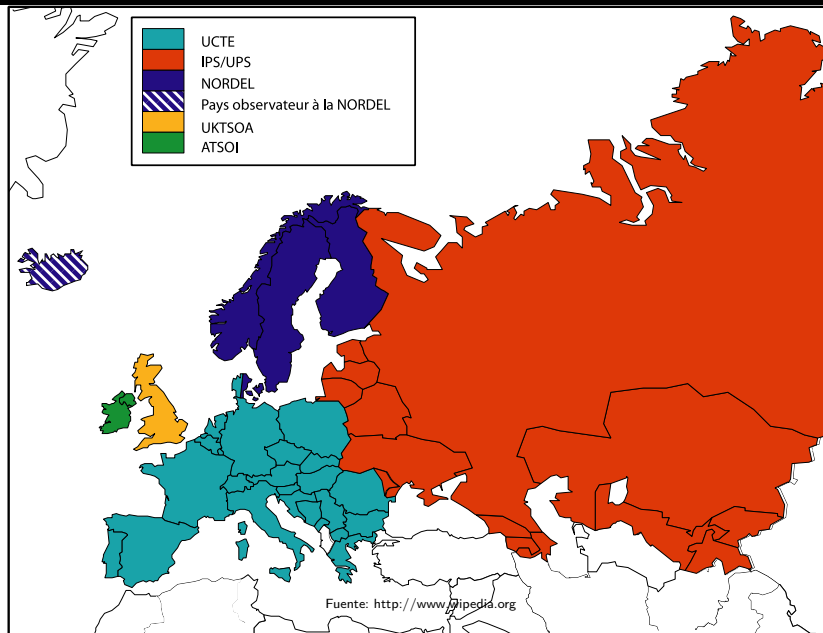 UCTE
IPS/UPS
NORDEL
Pays observateur à la NORDEL
UKTSOA
ATSOI
Fuente: http://www.wipedia.org